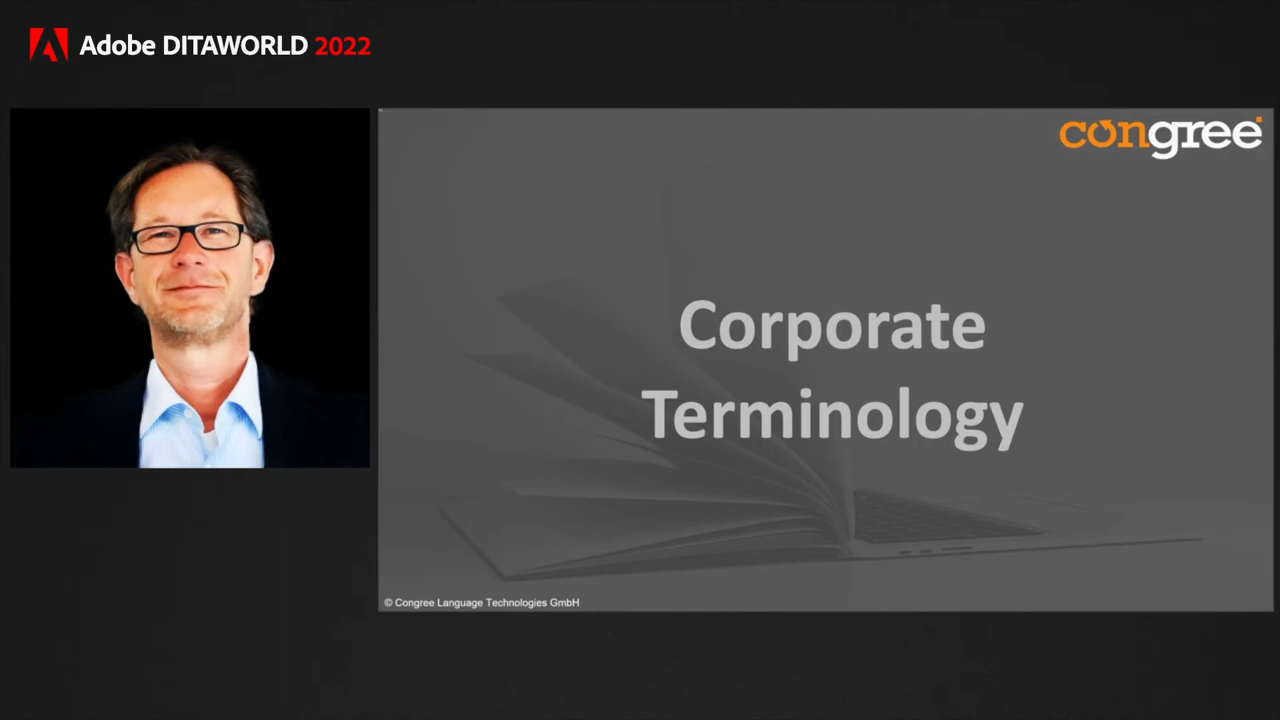 Adobe DITAWORLD 2022
congree
Corporate
Terminology
© Congree Language Technologies GmbH